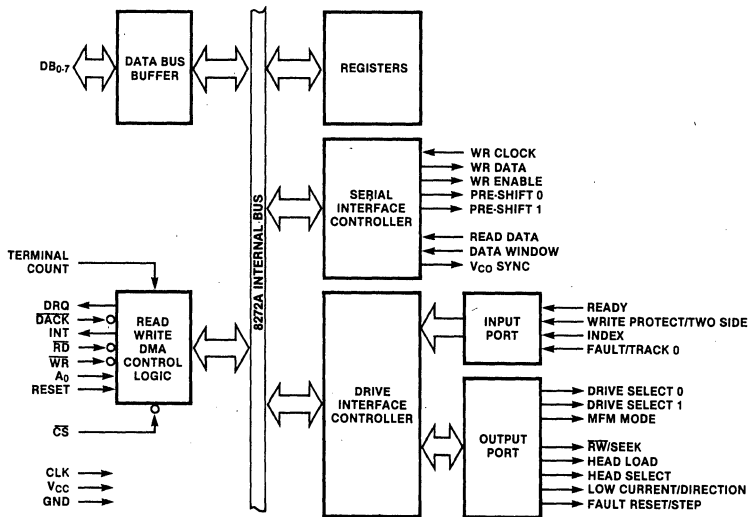 DB0-7
DATA BUS
BUFFER
REGISTERS
8272A INTERNAL BUS
SERIAL
INTERFACE
CONTROLLER
WR CLOCK
WR DATA
WR ENABLE
PRE-SHIFT 0
PRE-SHIFT 1
READ DATA
DATA WINDOW
VCO SYNC
TERMINAL
COUNT
DRQ
DACK
INT
RD
WR
A0
RESET
READ
WRITE
DMA
CONTROL
LOGIC
CS
CLK
VCC
GND
DRIVE
INTERFACE
CONTROLLER
INPUT
PORT
READY
WRITE PROTECT/TWO SIDE
INDEX
FAULT/TRACK 0
OUTPUT
PORT
DRIVE SELECT 0
DRIVE SELECT 1
MFM MODE
RW/SEEK
HEAD LOAD
HEAD SELECT
LOW CURRENT/DIRECTION
FAULT RESET/STEP